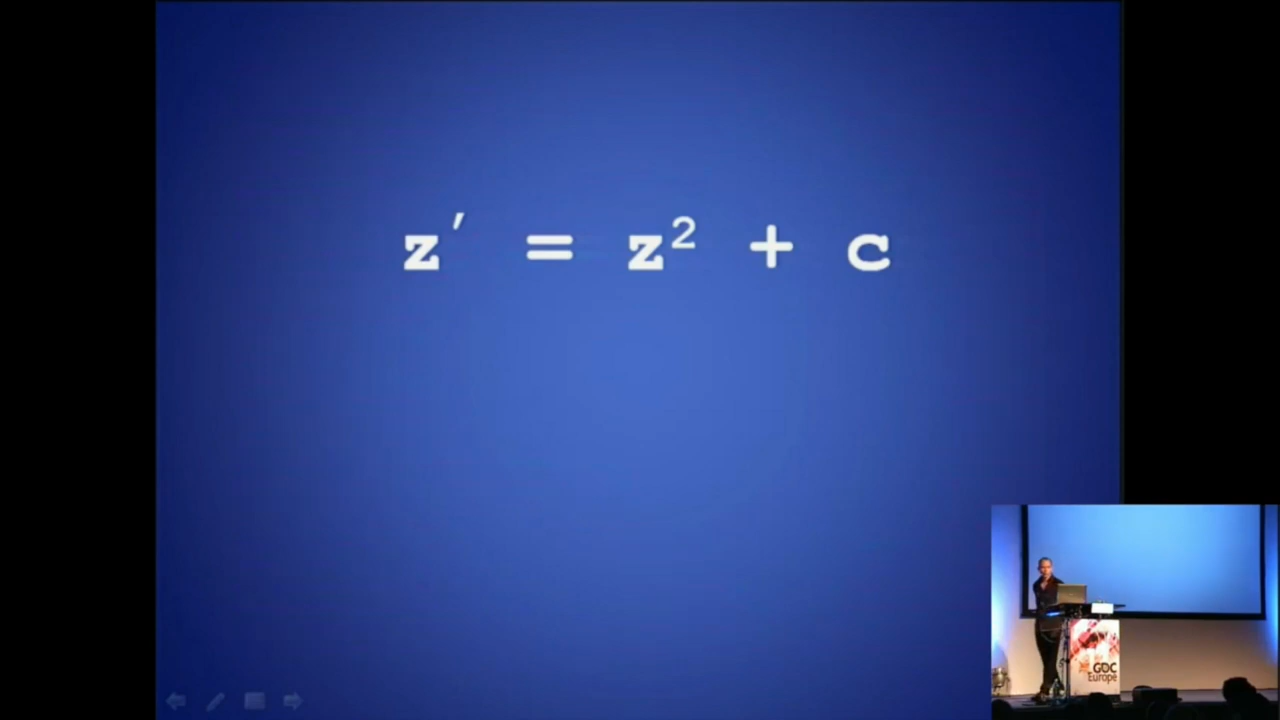 z′ = z² + c
GDC
Europe